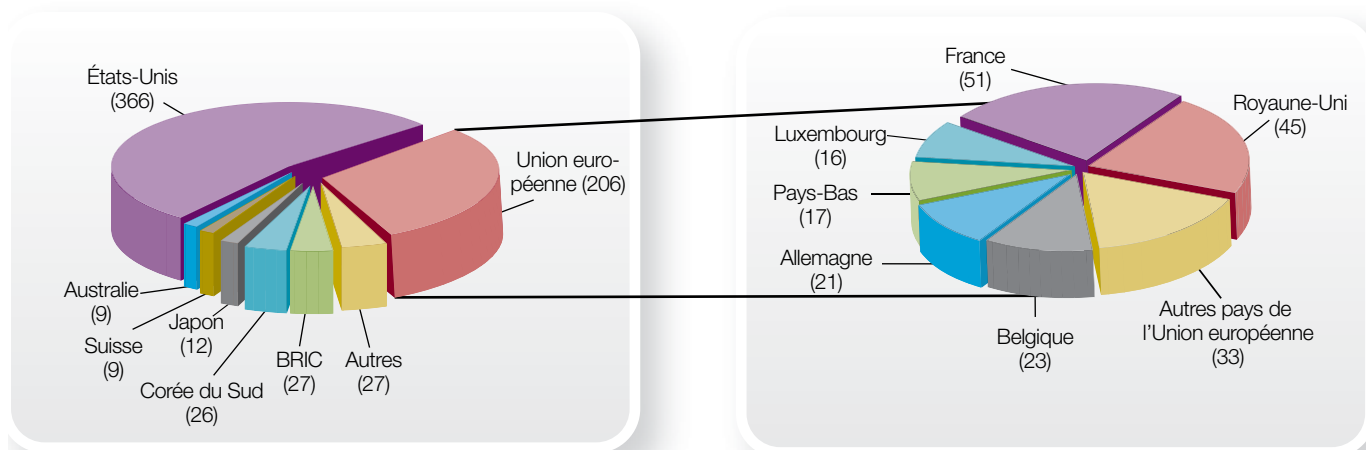 États-Unis
(366)
Union euro-
péenne (206)
Australie
(9)
Suisse
(9)
Japon
(12)
Corée du Sud
(26)
BRIC
(27)
Autres
(27)
France
(51)
Royaune-Uni
(45)
Luxembourg
(16)
Pays-Bas
(17)
Allemagne
(21)
Belgique
(23)
Autres pays de
l'Union européenne
(33)